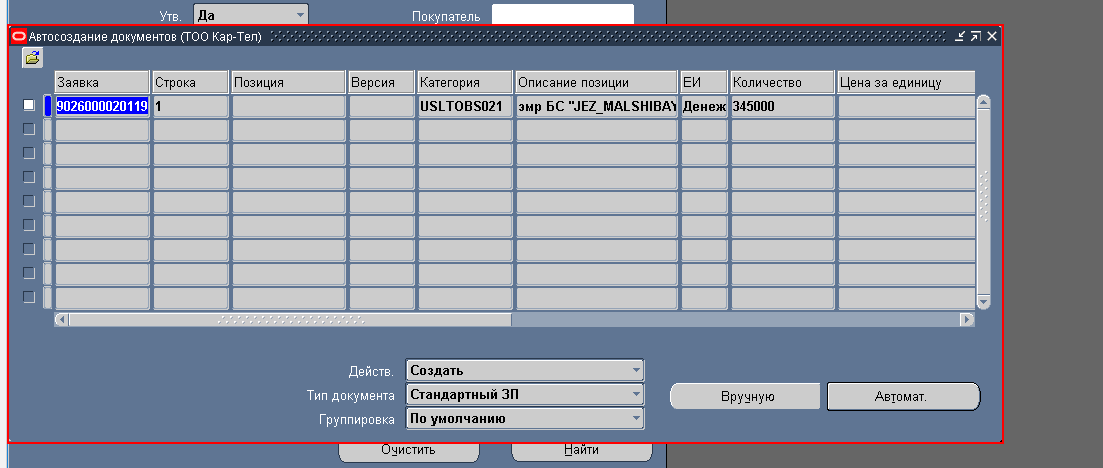 Утв. Да Покупатель
Автосоздание документов (ТОО Кар-Тел)
Заявка Строка Позиция Версия Категория Описание позиции ЕИ Количество Цена за единицу
9026000020119 1 USLTOBS021 эмр БС "JEZ_MALSHIBAY Денеж 345000
Действ. Создать
Тип документа Стандартный ЗП
Группировка По умолчанию
Вручную Автомат.
Очистить Найти